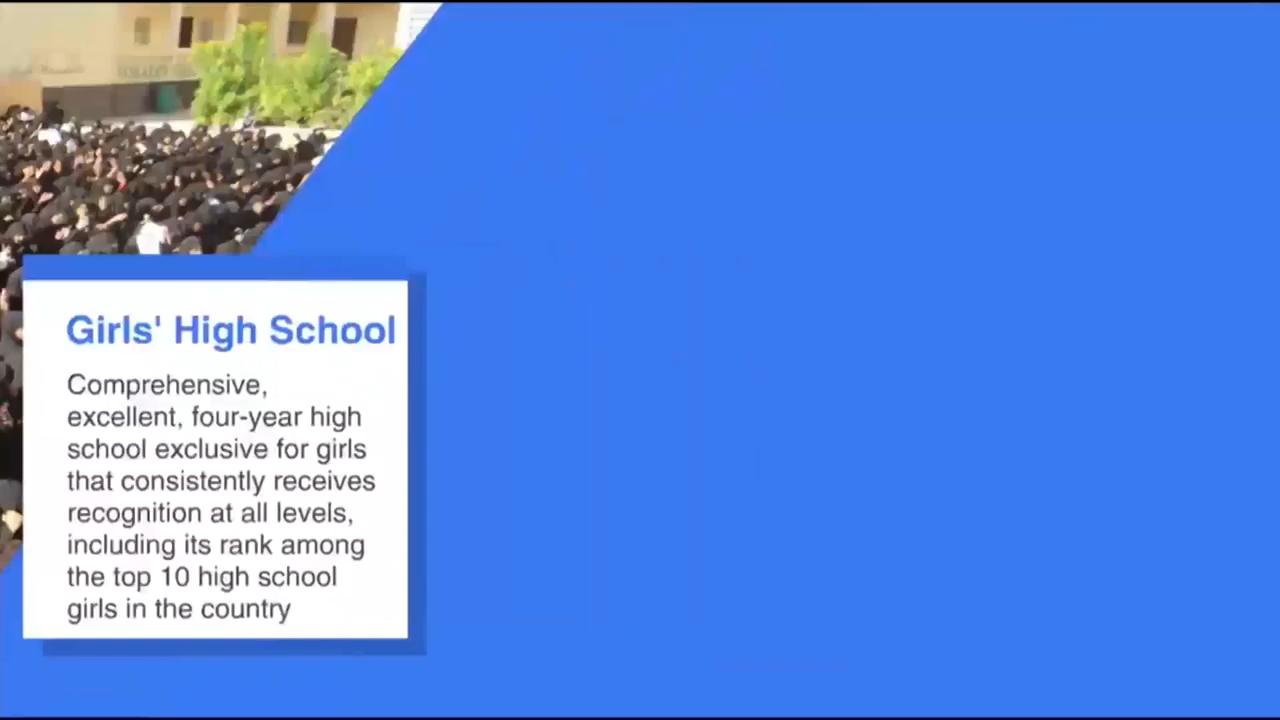 Girls' High School
Comprehensive,
excellent, four-year high
school exclusive for girls
that consistently receives
recognition at all levels,
including its rank among
the top 10 high school
girls in the country